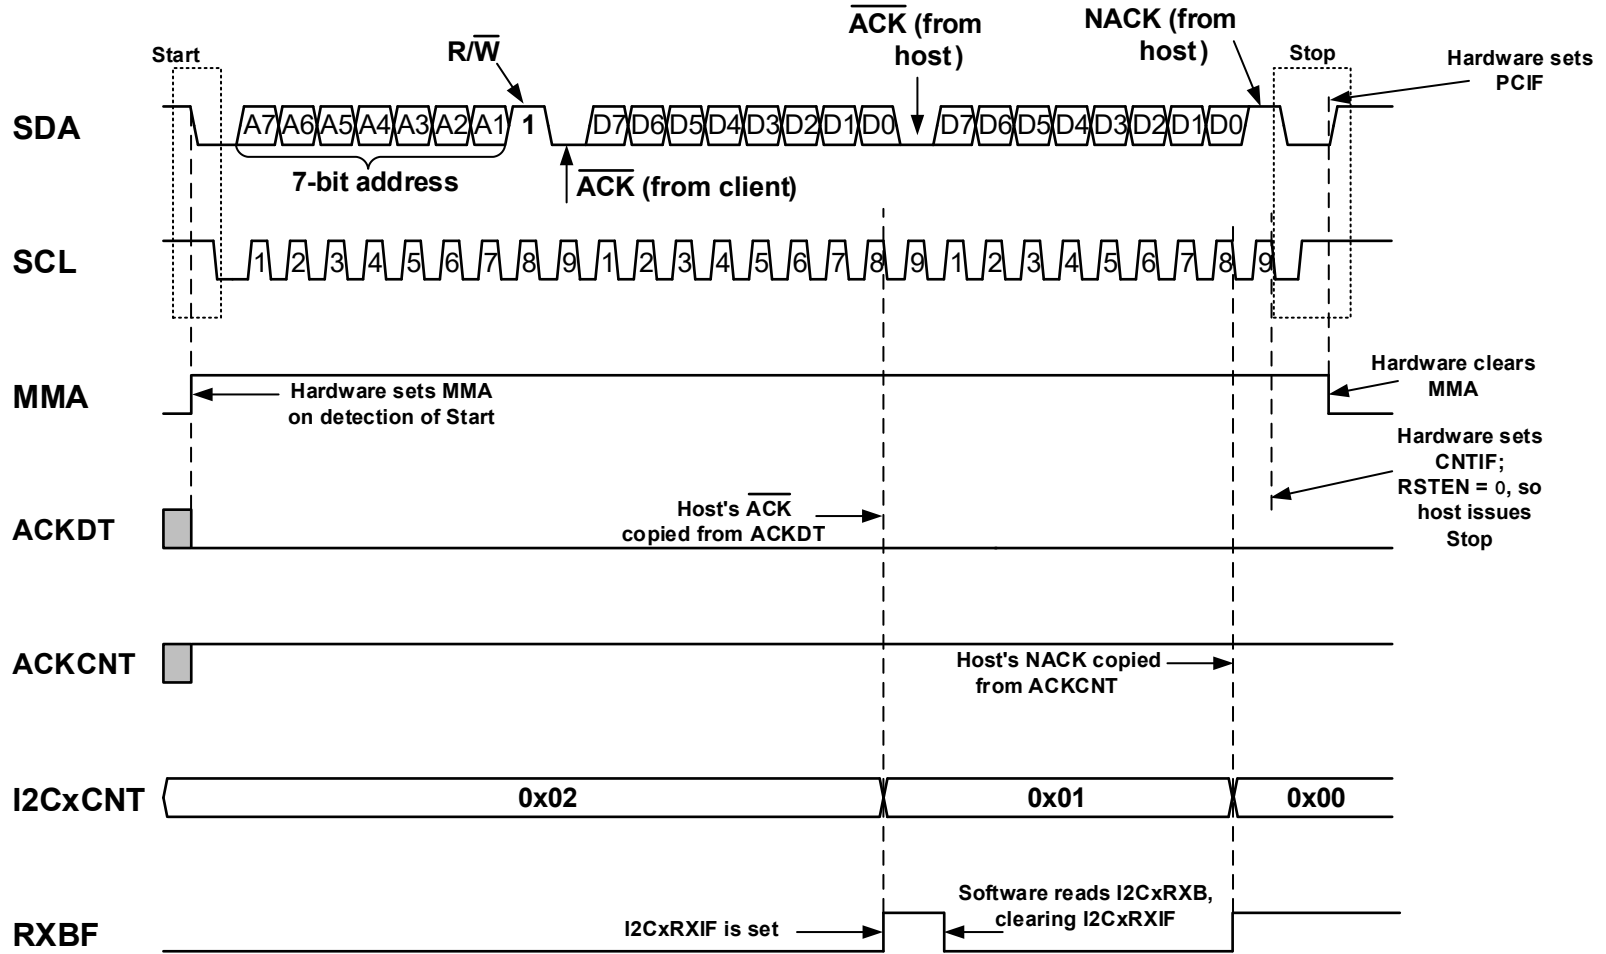 Start
R/W
ACK (from
host)
NACK (from
host)
Stop
Hardware sets
PCIF
SDA
A7 A6 A5 A4 A3 A2 A1 1 D7 D6 D5 D4 D3 D2 D1 D0 D7 D6 D5 D4 D3 D2 D1 D0
7-bit address
ACK (from client)
SCL
1 2 3 4 5 6 7 8 9 1 2 3 4 5 6 7 8 9 1 2 3 4 5 6 7 8 9
MMA
Hardware sets MMA
on detection of Start
Hardware clears
MMA
Hardware sets
CNTIF;
RSTEN = 0, so
host issues
Stop
ACKDT
Host's ACK
copied from ACKDT
ACKCNT
Host's NACK copied
from ACKCNT
I2CxCNT
0x02
0x01
0x00
RXBF
I2CxRXIF is set
Software reads I2CxRXB,
clearing I2CxRXIF